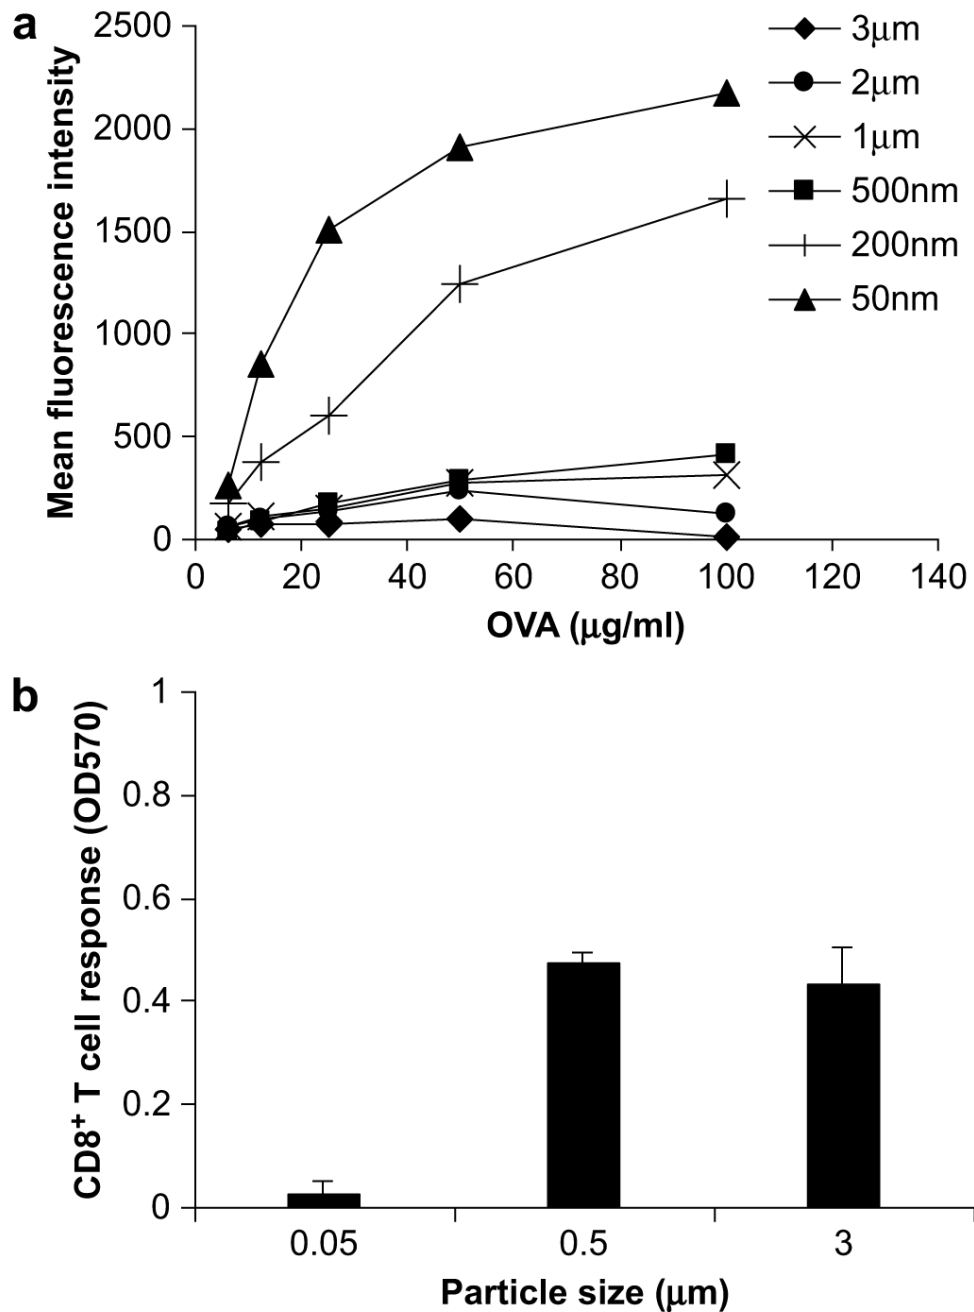 a
Mean fluorescence intensity
2500
2000
1500
1000
500
0
0 20 40 60 80 100 120 140
OVA (μg/ml)
3μm
2μm
1μm
500nm
200nm
50nm
b
CD8⁺ T cell response (OD570)
1
0.8
0.6
0.4
0.2
0
0.05 0.5 3
Particle size (μm)